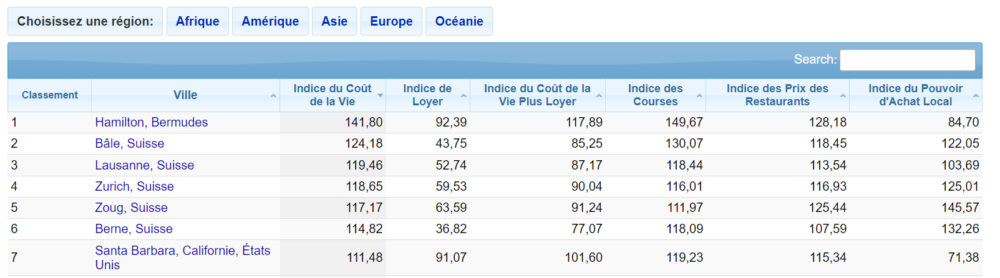 Choisissez une région: Afrique Amérique Asie Europe Océanie
Search:
Classement Ville Indice du Coût de la Vie Indice de Loyer Indice du Coût de la Vie Plus Loyer Indice des Courses Indice des Prix des Restaurants Indice du Pouvoir d'Achat Local
1 Hamilton, Bermudes 141,80 92,39 117,89 149,67 128,18 84,70
2 Bâle, Suisse 124,18 43,75 85,25 130,07 118,45 122,05
3 Lausanne, Suisse 119,46 52,74 87,17 118,44 113,54 103,69
4 Zurich, Suisse 118,65 59,53 90,04 116,01 116,93 125,01
5 Zoug, Suisse 117,17 63,59 91,24 111,97 125,44 145,57
6 Berne, Suisse 114,82 36,82 77,07 118,09 107,59 132,26
7 Santa Barbara, Californie, États Unis 111,48 91,07 101,60 119,23 115,34 71,38